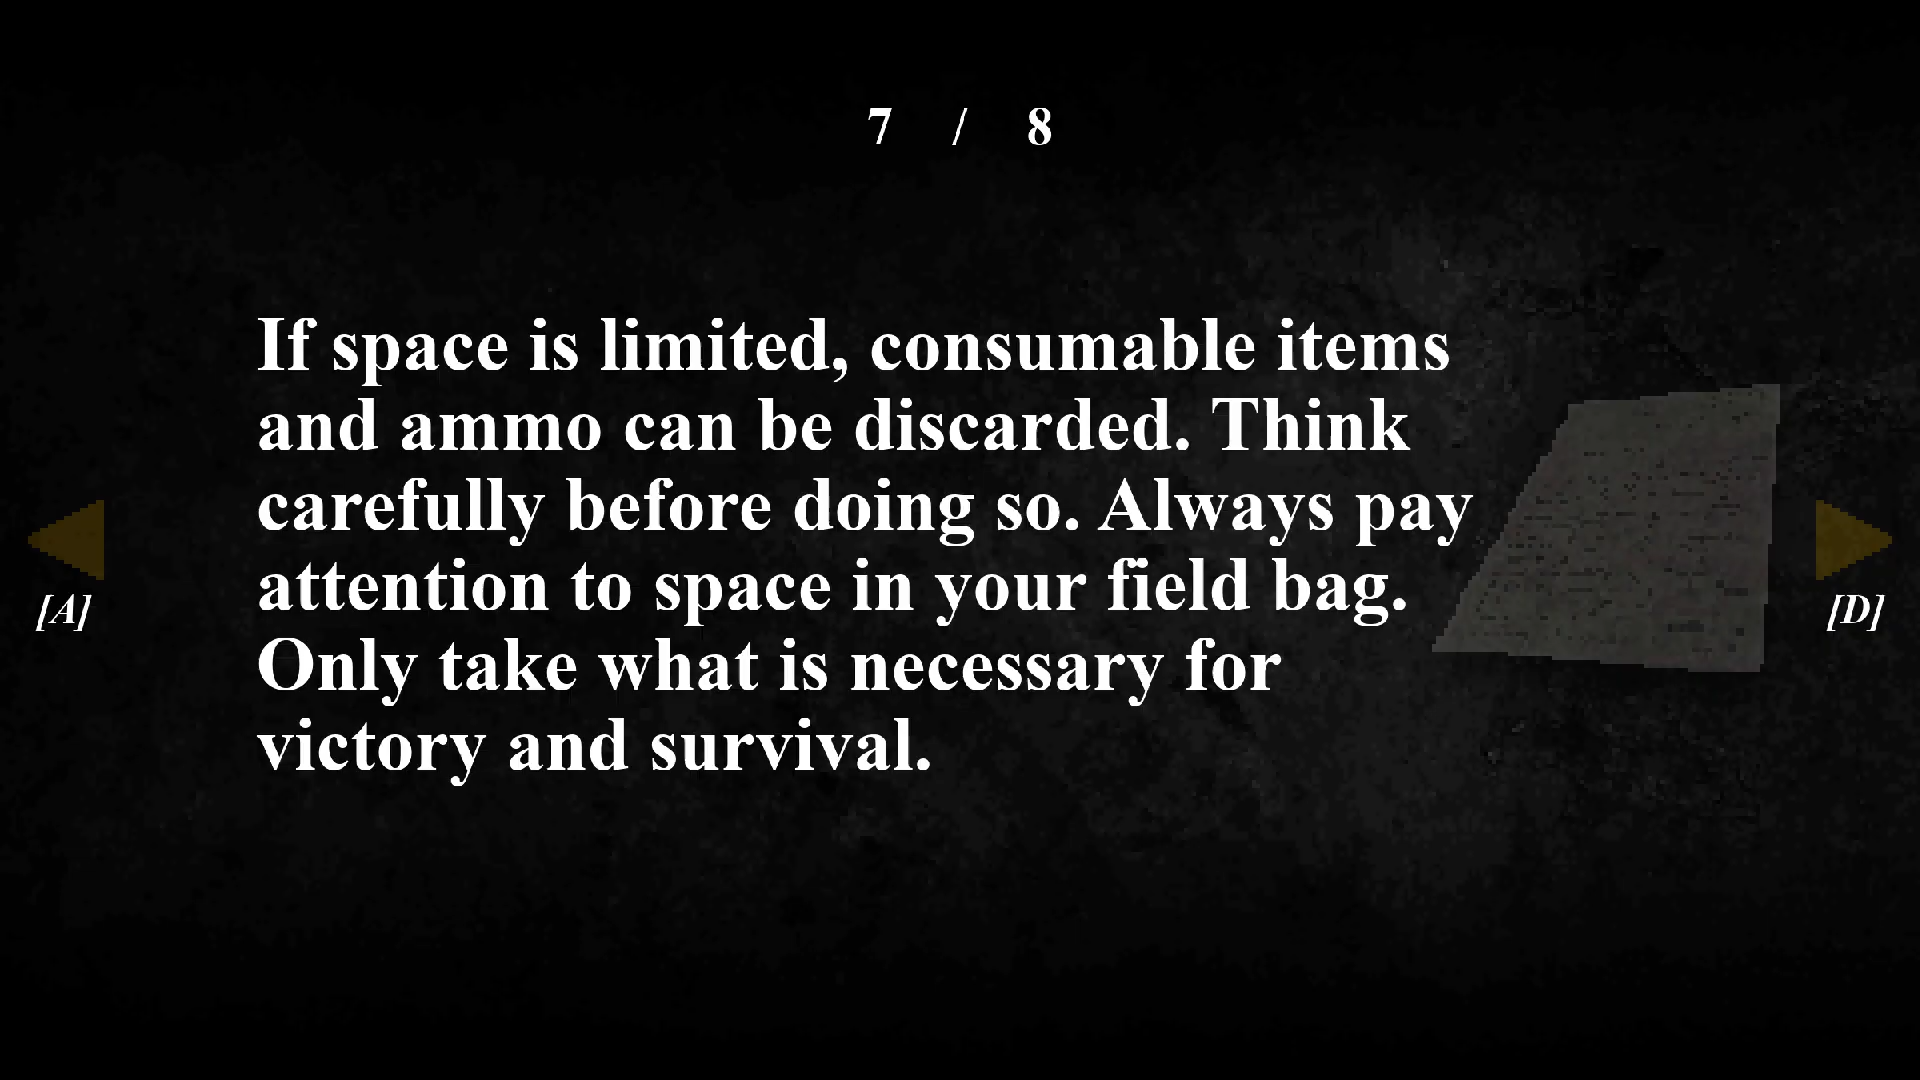 7 / 8
If space is limited, consumable items
and ammo can be discarded. Think
carefully before doing so. Always pay
attention to space in your field bag.
Only take what is necessary for
victory and survival.
[A]
[D]